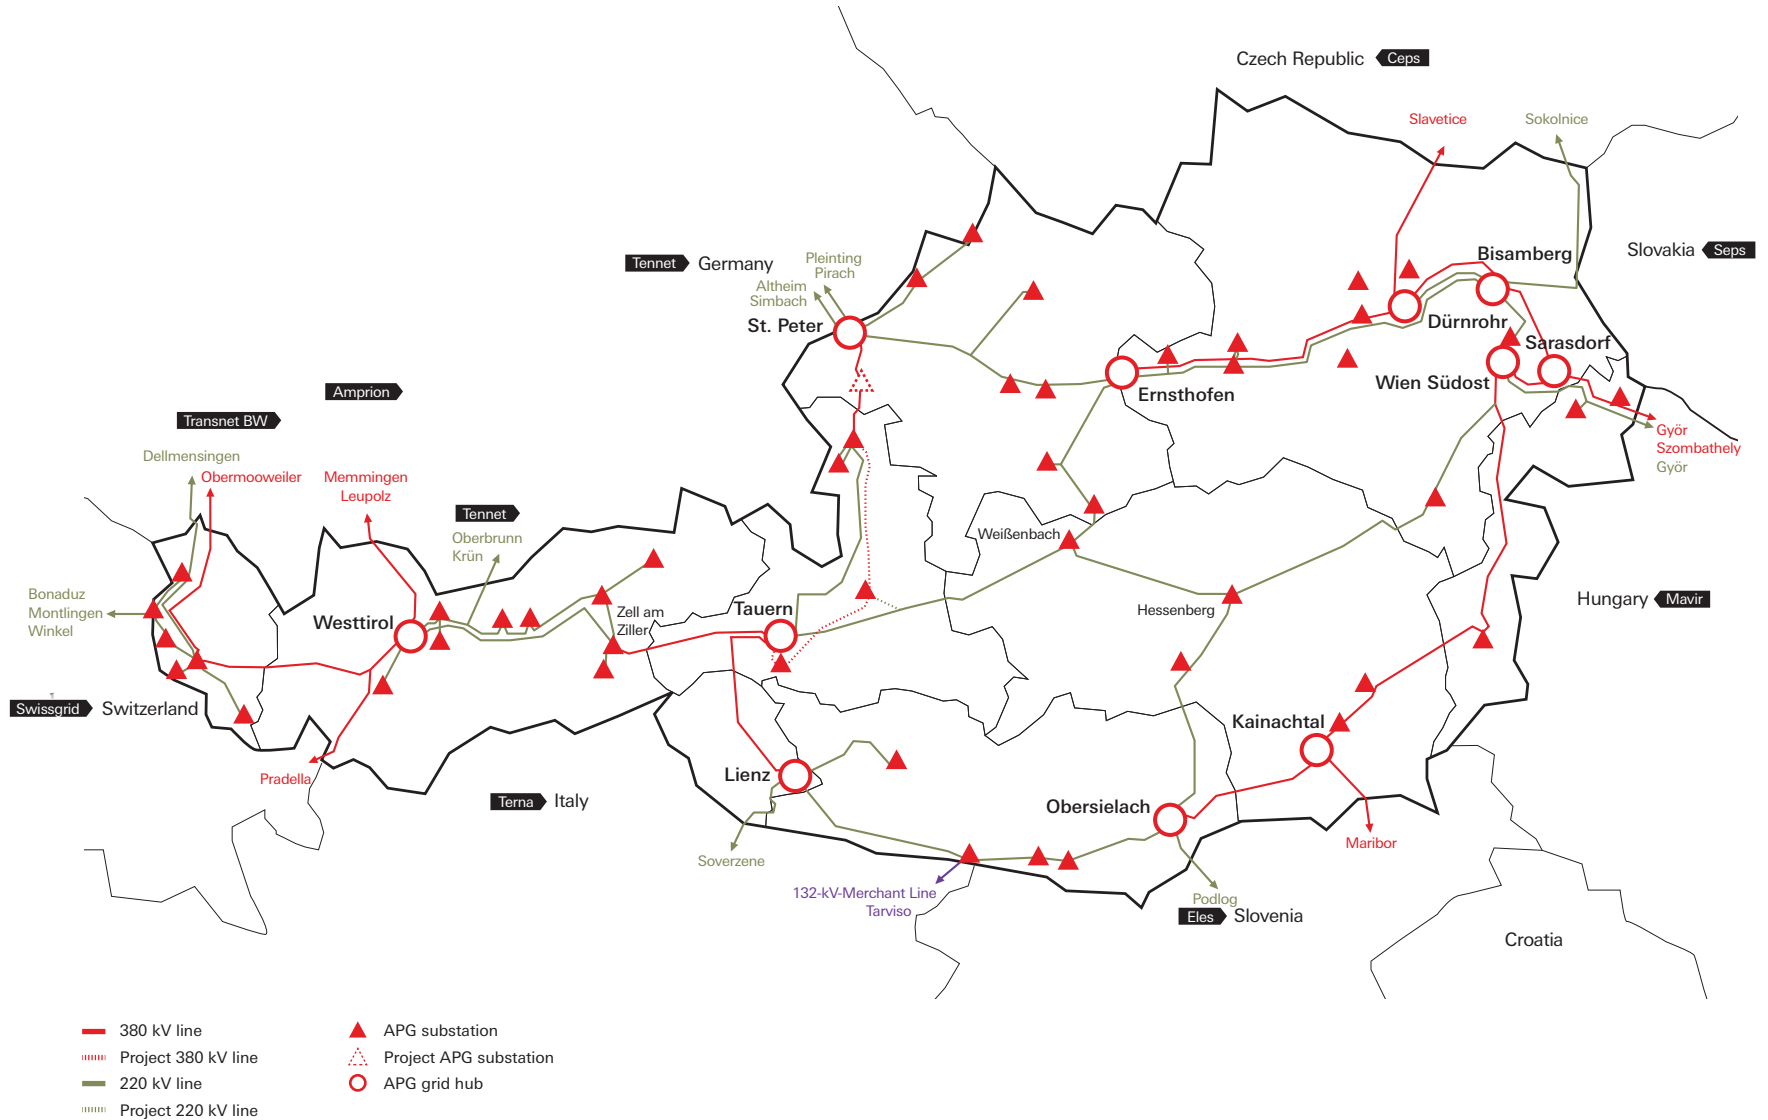 Czech Republic
Ceps
Slavetice
Sokolnice
Slovakia
Seps
Bisamberg
Tennet
Germany
Pleinting
Pirach
Altheim
Simbach
St. Peter
Dürnrohr
Sarasdorf
Wien Südost
Ernsthofen
Amprion
Transnet BW
Györ
Szombathely
Györ
Dellmensingen
Obermooweiler
Memmingen
Leupolz
Tennet
Oberbrunn
Krün
Weißenbach
Bonaduz
Montlingen
Winkel
Westtirol
Zell am
Ziller
Tauern
Hessenberg
Hungary
Mavir
Swissgrid
Switzerland
Kainachtal
Pradella
Lienz
Terna
Italy
Obersielach
Maribor
Soverzene
132-kV-Merchant Line
Tarviso
Podlog
Eles
Slovenia
Croatia
380 kV line
Project 380 kV line
220 kV line
Project 220 kV line
APG substation
Project APG substation
APG grid hub